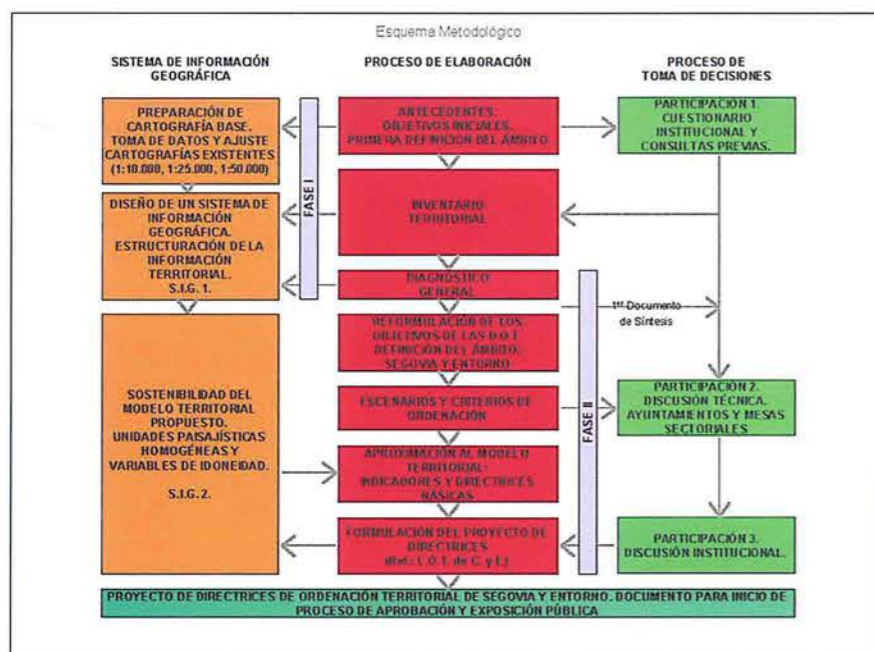 Esquema Metodológico
SISTEMA DE INFORMACIÓN
GEOGRÁFICA
PROCESO DE ELABORACIÓN
PROCESO DE
TOMA DE DECISIONES
PREPARACIÓN DE
CARTOGRAFÍA BASE.
TOMA DE DATOS Y AJUSTE
CARTOGRAFÍAS EXISTENTES
(1:10.000, 1:25.000, 1:50.000)
DISEÑO DE UN SISTEMA DE
INFORMACIÓN
GEOGRÁFICA.
ESTRUCTURACIÓN DE LA
INFORMACIÓN
TERRITORIAL.
S.I.G. 1.
SOSTENIBILIDAD DEL
MODELO TERRITORIAL
PROPUESTO.
UNIDADES PAISAJÍSTICAS
HOMOGÉNEAS Y
VARIABLES DE IDONEIDAD.
S.I.G. 2.
FASE I
ANTECEDENTES.
OBJETIVOS INICIALES.
PRIMERA DEFINICIÓN DEL ÁMBITO
INVENTARIO
TERRITORIAL
DIAGNÓSTICO
GENERAL
REFORMULACIÓN DE LOS
OBJETIVOS DE LAS D.O.T
DEFINICIÓN DEL ÁMBITO:
SEGOVIA Y ENTORNO
ESCENARIOS Y CRITERIOS DE
ORDENACIÓN
APROXIMACIÓN AL MODELO
TERRITORIAL:
INDICADORES Y DIRECTRICES
BÁSICAS
FORMULACIÓN DEL PROYECTO DE
DIRECTRICES
(Ref.: L.O.T. de C. y L.)
FASE II
PARTICIPACIÓN 1.
CUESTIONARIO
INSTITUCIONAL Y
CONSULTAS PREVIAS.
1er Documento
de Síntesis
PARTICIPACIÓN 2.
DISCUSIÓN TÉCNICA.
AYUNTAMIENTOS Y MESAS
SECTORIALES
PARTICIPACIÓN 3.
DISCUSIÓN INSTITUCIONAL.
PROYECTO DE DIRECTRICES DE ORDENACIÓN TERRITORIAL DE SEGOVIA Y ENTORNO. DOCUMENTO PARA INICIO DE
PROCESO DE APROBACIÓN Y EXPOSICIÓN PÚBLICA